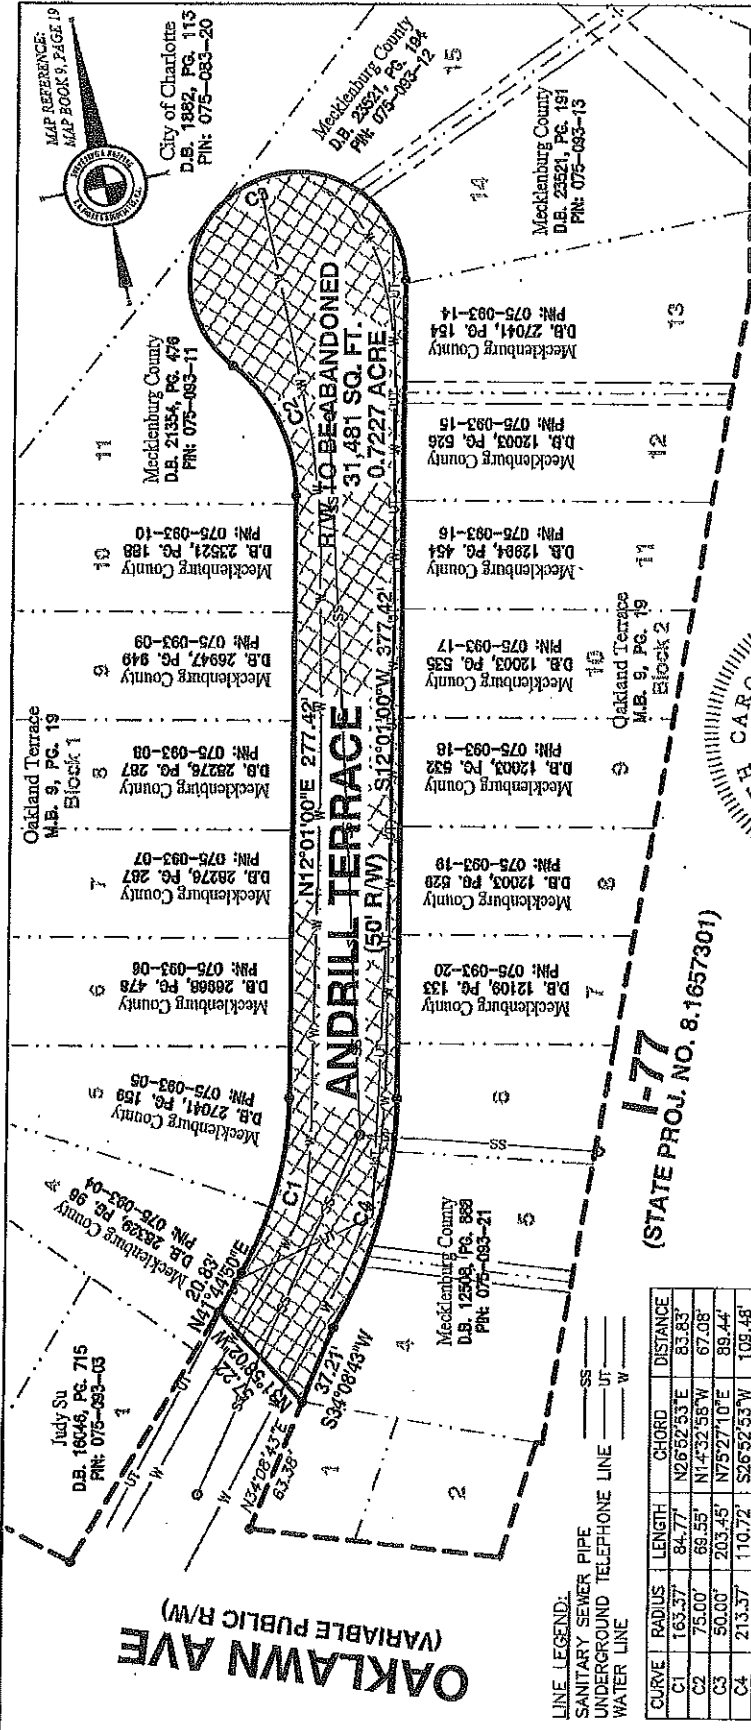 MAP REFERENCE:
MAP BOOK 9, PAGE 19
City of Charlotte
D.B. 1882, PG. 113
PIN: 075-083-20
Mecklenburg County
D.B. 23521, PG. 194
PIN: 075-093-12
15
Mecklenburg County
D.B. 23521, PG. 191
PIN: 075-093-13
14
Mecklenburg County
D.B. 21354, PG. 476
PIN: 075-093-11
11
Mecklenburg County
D.B. 23521, PG. 188
PIN: 075-093-10
10
Mecklenburg County
D.B. 26947, PG. 949
PIN: 075-093-09
9
Oakland Terrace
M.B. 9, PG. 19
Block 1
Mecklenburg County
D.B. 28276, PG. 287
PIN: 075-093-08
8
Mecklenburg County
D.B. 28276, PG. 287
PIN: 075-093-07
7
Mecklenburg County
D.B. 26968, PG. 478
PIN: 075-093-06
6
Mecklenburg County
D.B. 27041, PG. 159
PIN: 075-093-05
5
Mecklenburg County
D.B. 28329, PG. 96
PIN: 075-093-04
4
Judy Su
D.B. 16046, PG. 715
PIN: 075-093-03
1
C3
C2
R/W TO BE ABANDONED
31,481 SQ. FT.
0.7227 ACRE
N12°01'00"E 277.42'
ANDRILL TERRACE
(50' R/W)
S12°01'00"W 377.42'
C1
C4
20.83'
N41°44'50"E
57.22'
N31°58'02"W
37.21'
S34°08'43"W
N34°08'43"E
63.38'
Mecklenburg County
D.B. 27041, PG. 154
PIN: 075-093-14
13
Mecklenburg County
D.B. 12003, PG. 526
PIN: 075-093-15
12
Mecklenburg County
D.B. 12994, PG. 454
PIN: 075-093-16
11
Mecklenburg County
D.B. 12003, PG. 535
PIN: 075-093-17
10
Oakland Terrace
M.B. 9, PG. 19
Block 2
Mecklenburg County
D.B. 12003, PG. 532
PIN: 075-093-18
9
Mecklenburg County
D.B. 12003, PG. 529
PIN: 075-093-19
8
Mecklenburg County
D.B. 12109, PG. 133
PIN: 075-093-20
7
6
Mecklenburg County
D.B. 12508, PG. 888
PIN: 075-093-21
5
4
1
2
I-77
(STATE PROJ. NO. 8.1657301)
OAKLAWN AVE
(VARIABLE PUBLIC R/W)
LINE LEGEND:
SANITARY SEWER PIPE SS
UNDERGROUND TELEPHONE LINE UT
WATER LINE W
CURVE RADIUS LENGTH CHORD DISTANCE
C1 163.37' 84.77' N26°52'53"E 83.83'
C2 75.00' 69.55' N14°32'58"W 67.08'
C3 50.00' 203.45' N75°27'10"E 89.44'
C4 213.37' 110.72' S26°52'53"W 109.48'